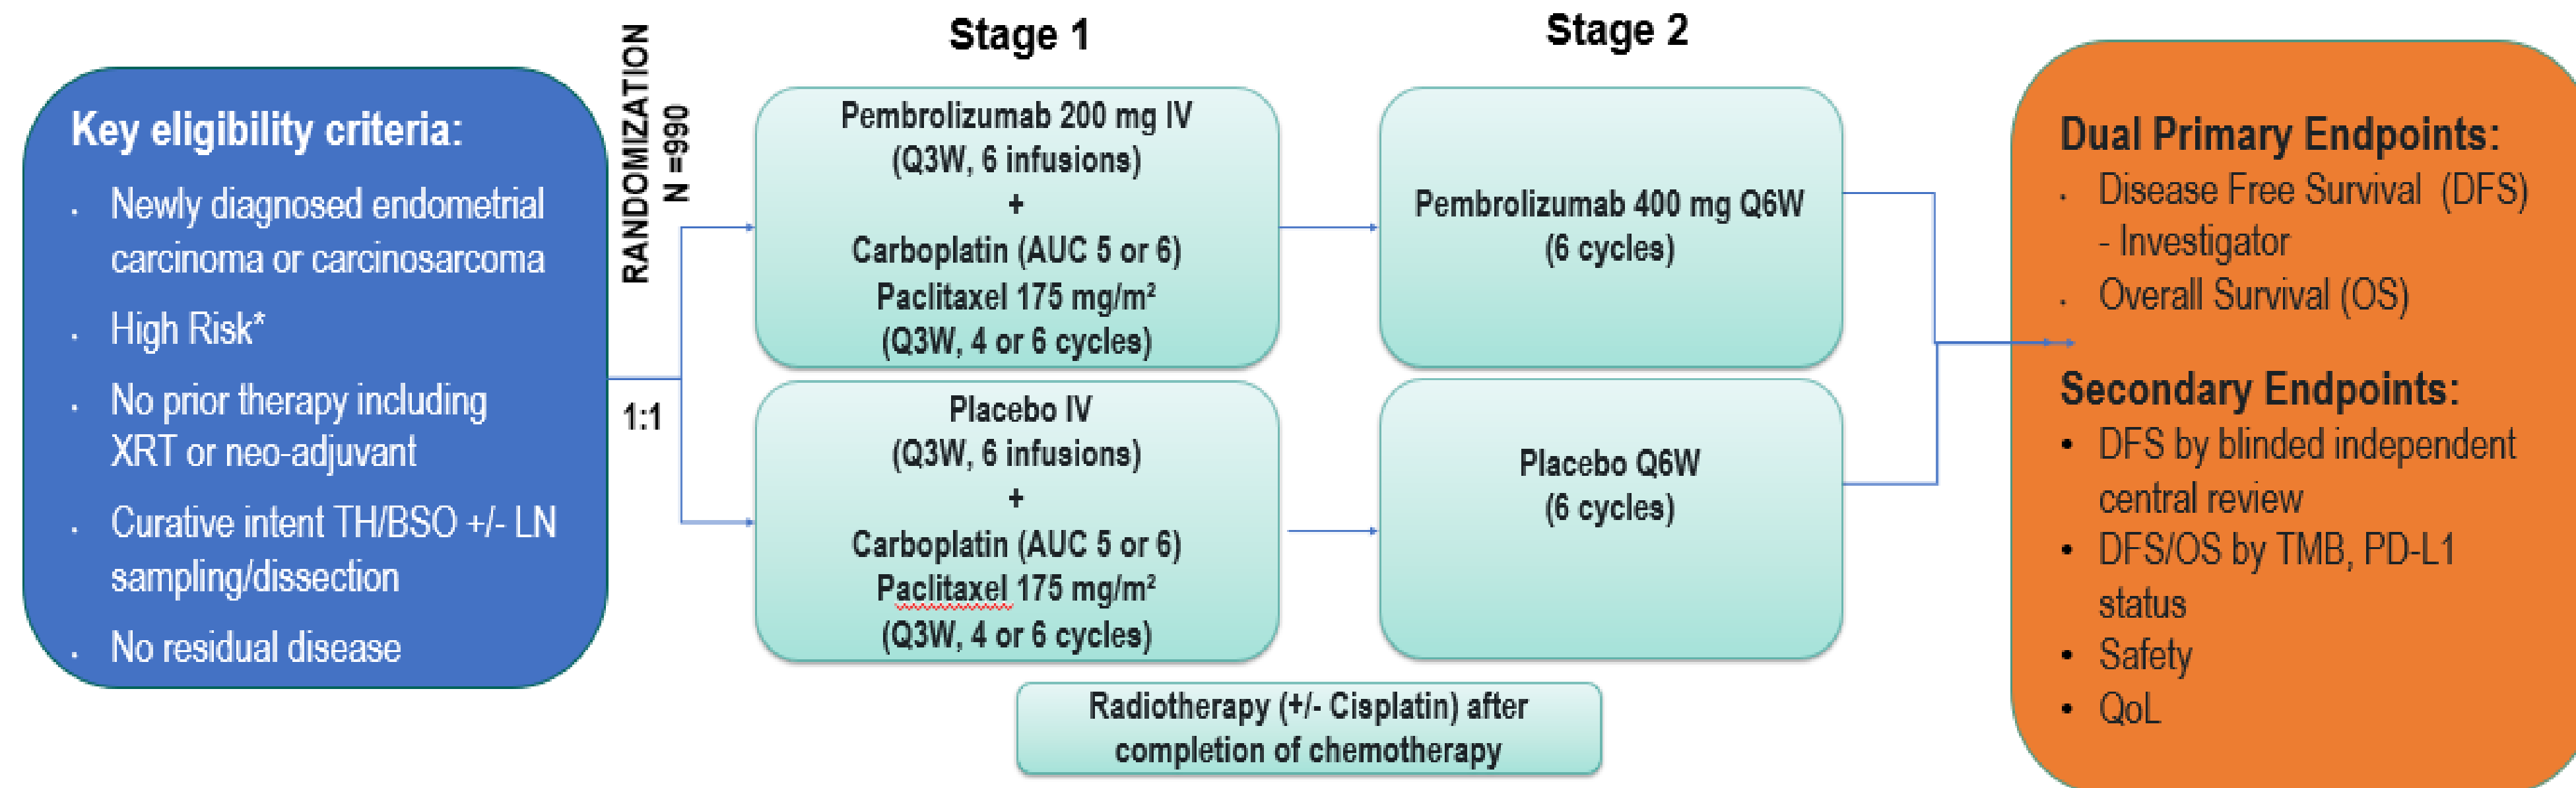 Key eligibility criteria:
· Newly diagnosed endometrial
carcinoma or carcinosarcoma
· High Risk*
· No prior therapy including
XRT or neo-adjuvant
· Curative intent TH/BSO +/- LN
sampling/dissection
· No residual disease
RANDOMIZATION
N =990
1:1
Stage 1
Pembrolizumab 200 mg IV
(Q3W, 6 infusions)
+
Carboplatin (AUC 5 or 6)
Paclitaxel 175 mg/m²
(Q3W, 4 or 6 cycles)
Placebo IV
(Q3W, 6 infusions)
+
Carboplatin (AUC 5 or 6)
Paclitaxel 175 mg/m²
(Q3W, 4 or 6 cycles)
Stage 2
Pembrolizumab 400 mg Q6W
(6 cycles)
Placebo Q6W
(6 cycles)
Radiotherapy (+/- Cisplatin) after
completion of chemotherapy
Dual Primary Endpoints:
· Disease Free Survival (DFS)
- Investigator
· Overall Survival (OS)
Secondary Endpoints:
• DFS by blinded independent
central review
• DFS/OS by TMB, PD-L1
status
• Safety
• QoL